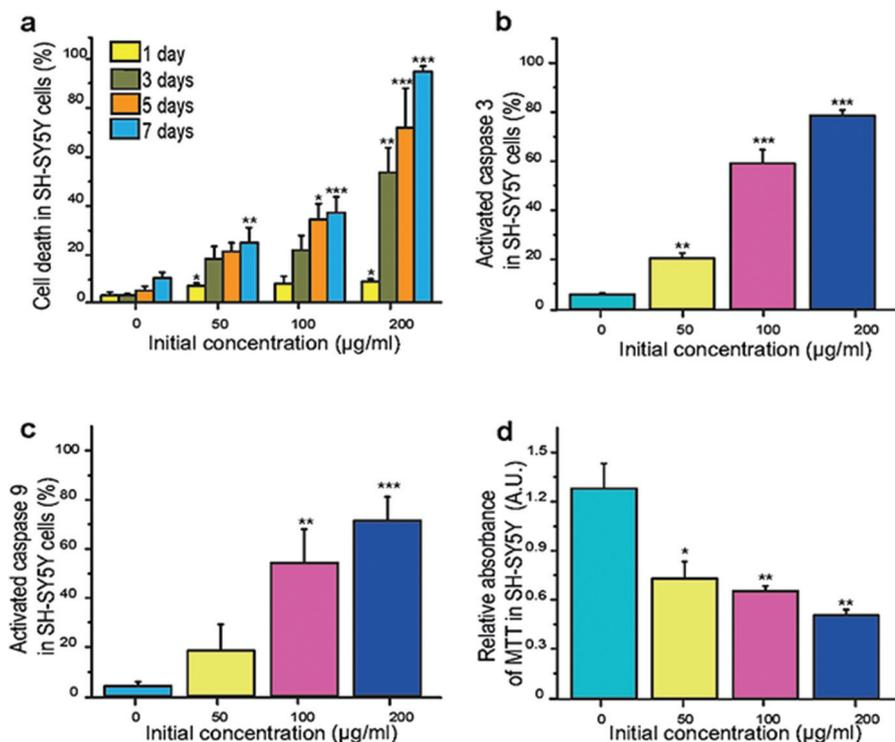 a
Cell death in SH-SY5Y cells (%)
100
80
60
40
20
0
1 day
3 days
5 days
7 days
*
**
*
***
*
**
***
***
0 50 100 200
Initial concentration (µg/ml)
b
Activated caspase 3
in SH-SY5Y cells (%)
100
80
60
40
20
0
**
***
***
0 50 100 200
Initial concentration (µg/ml)
c
Activated caspase 9
in SH-SY5Y cells (%)
100
80
60
40
20
0
**
***
0 50 100 200
Initial concentration (µg/ml)
d
Relative absorbance
of MTT in SH-SY5Y (A.U.)
1.5
1.2
0.9
0.6
0.3
0
*
**
**
0 50 100 200
Initial concentration (µg/ml)